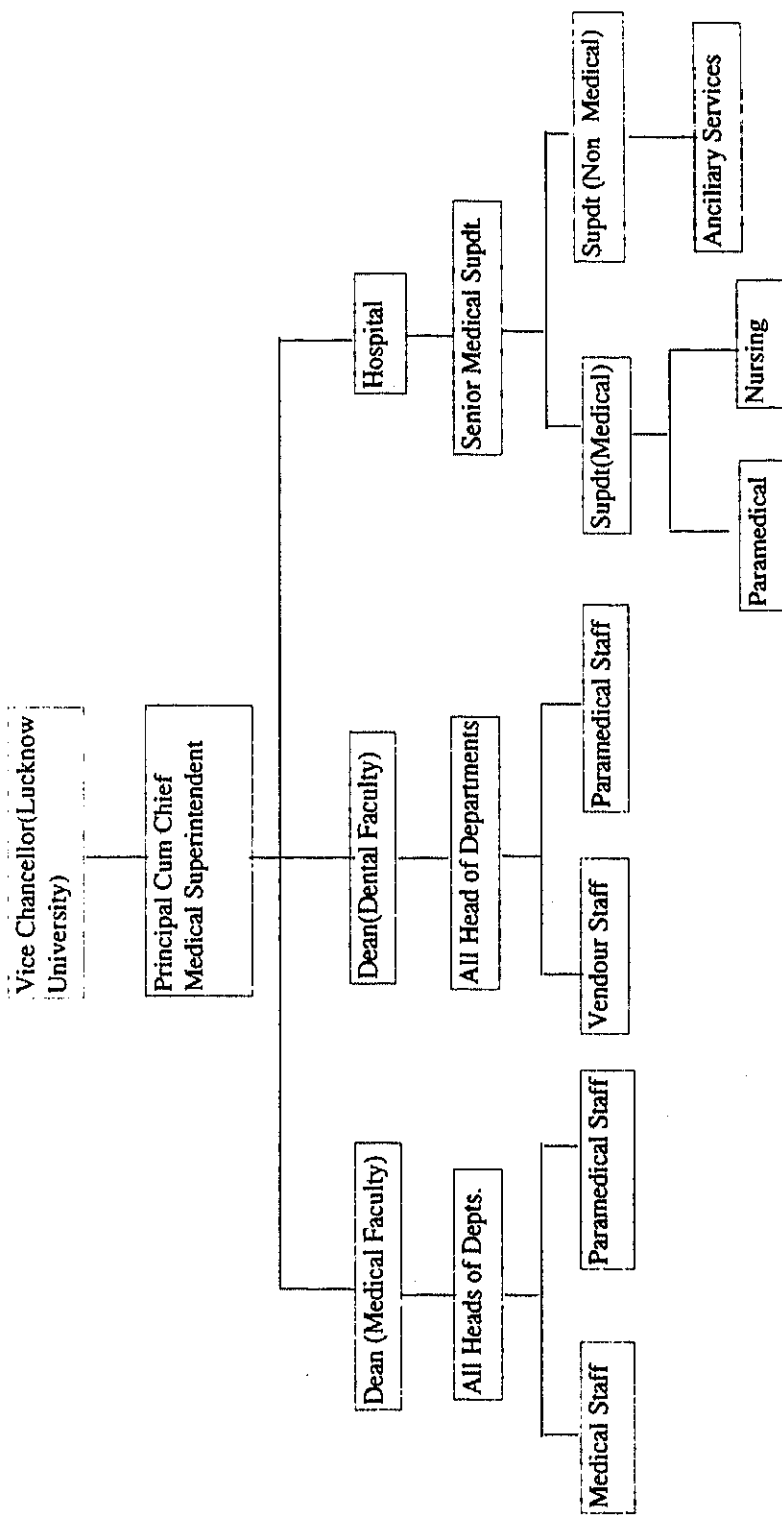 Vice Chancellor(Lucknow
University)
Principal Cum Chief
Medical Superintendent
Dean (Medical Faculty)
Dean(Dental Faculty)
Hospital
All Heads of Depts.
All Head of Departments
Senior Medical Supdt.
Medical Staff
Paramedical Staff
Vendour Staff
Paramedical Staff
Supdt(Medical)
Supdt (Non Medical)
Paramedical
Nursing
Anciliary Services